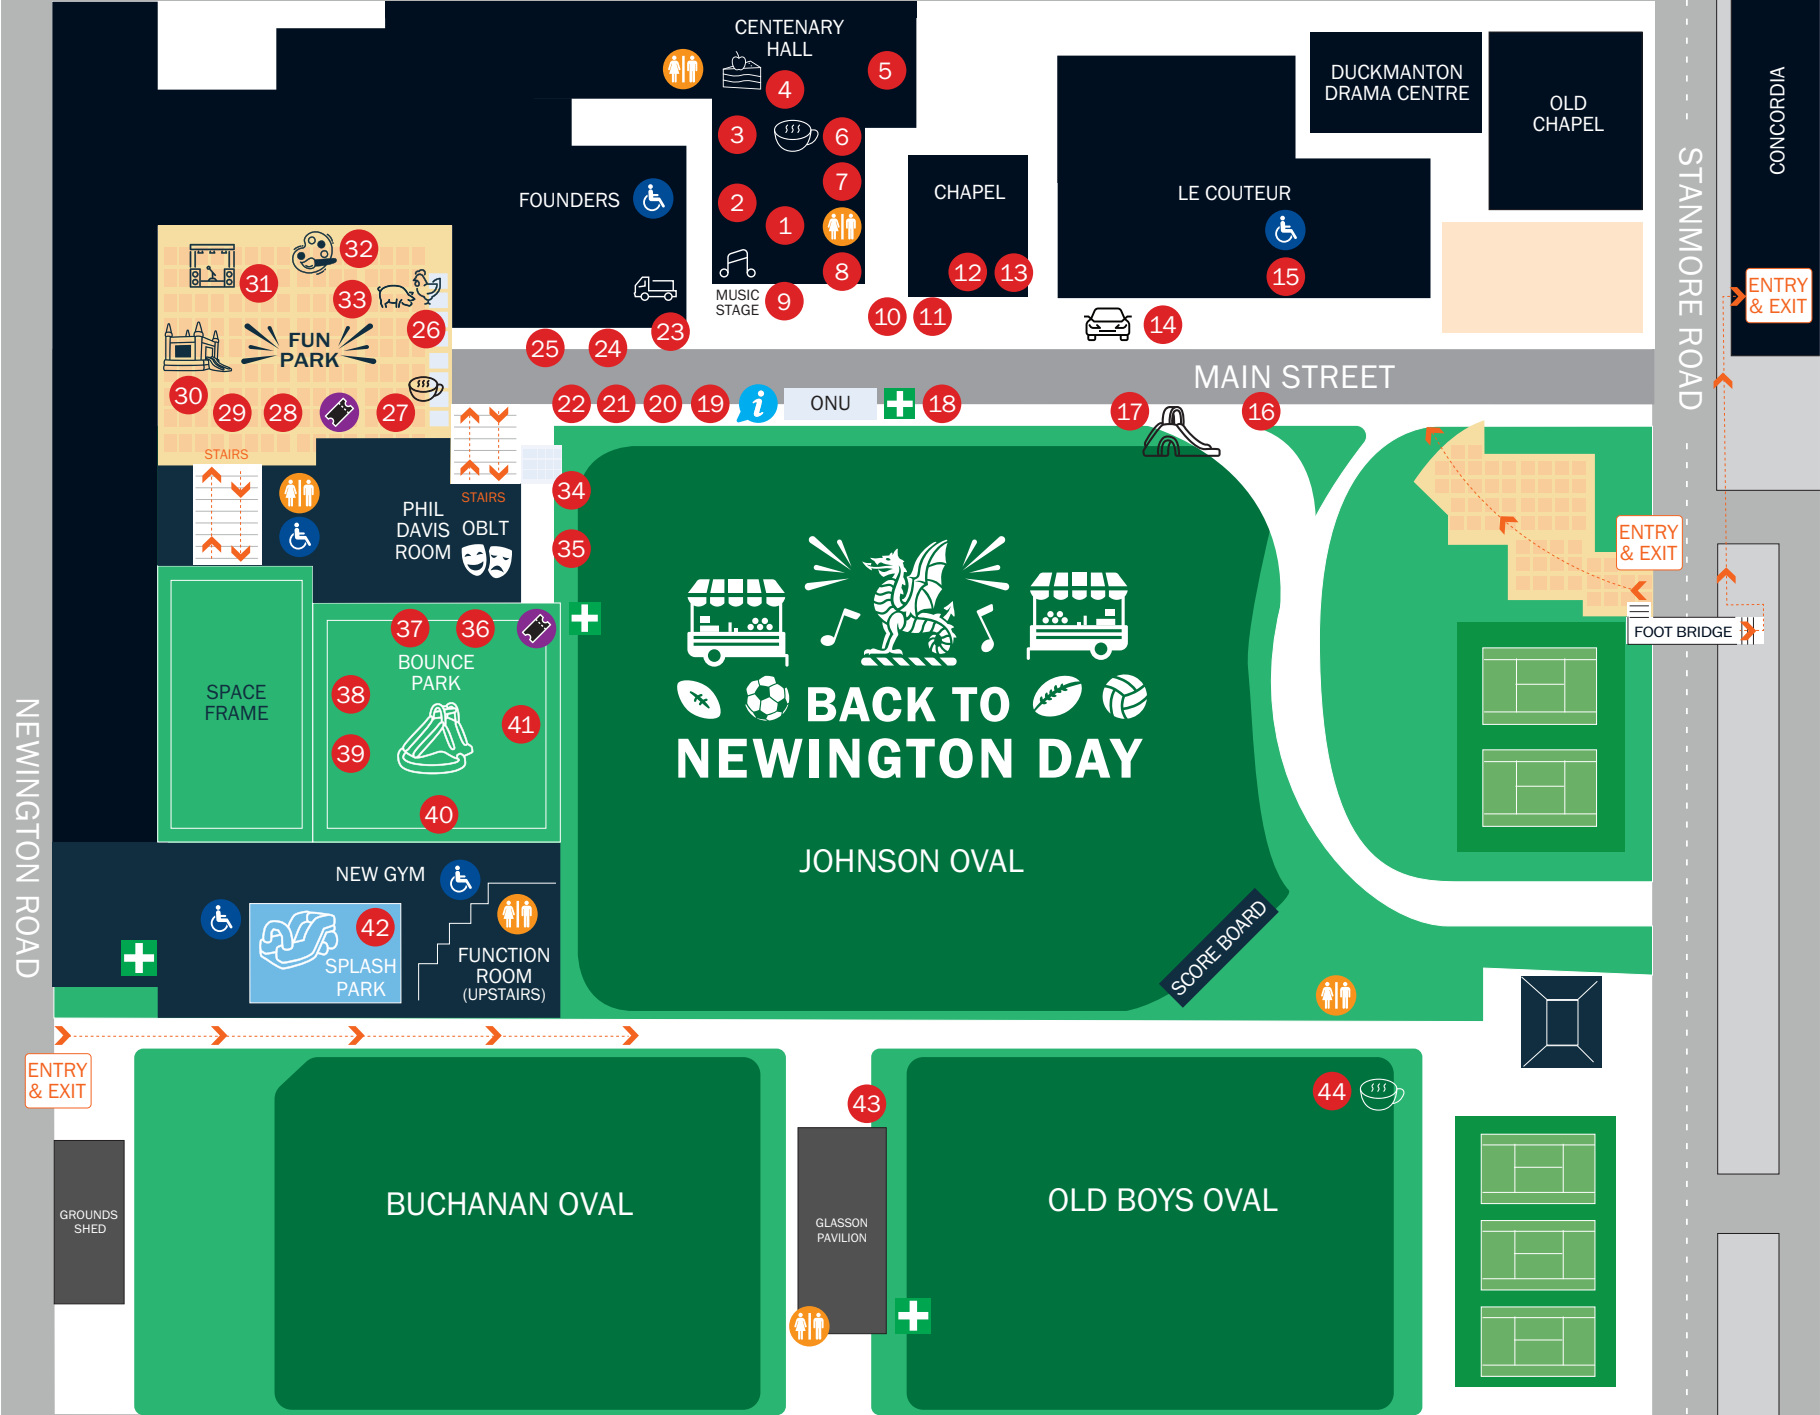 CENTENARY
HALL
5
4
3
6
7
2
1
8
MUSIC
STAGE
9
FOUNDERS
CHAPEL
12
13
10
11
LE COUTEUR
15
14
DUCKMANTON
DRAMA CENTRE
OLD
CHAPEL
CONCORDIA
STANMORE ROAD
ENTRY
& EXIT
32
31
33
26
FUN
PARK
30
29
28
27
STAIRS
25
24
23
MAIN STREET
22
21
20
19
i
ONU
18
17
16
STAIRS
PHIL
DAVIS
ROOM
OBLT
34
35
ENTRY
& EXIT
FOOT BRIDGE
37
36
BOUNCE
PARK
38
41
39
40
SPACE
FRAME
BACK TO
NEWINGTON DAY
JOHNSON OVAL
SCORE BOARD
NEWINGTON ROAD
NEW GYM
42
SPLASH
PARK
FUNCTION
ROOM
(UPSTAIRS)
ENTRY
& EXIT
43
44
GROUNDS
SHED
BUCHANAN OVAL
GLASSON
PAVILION
OLD BOYS OVAL